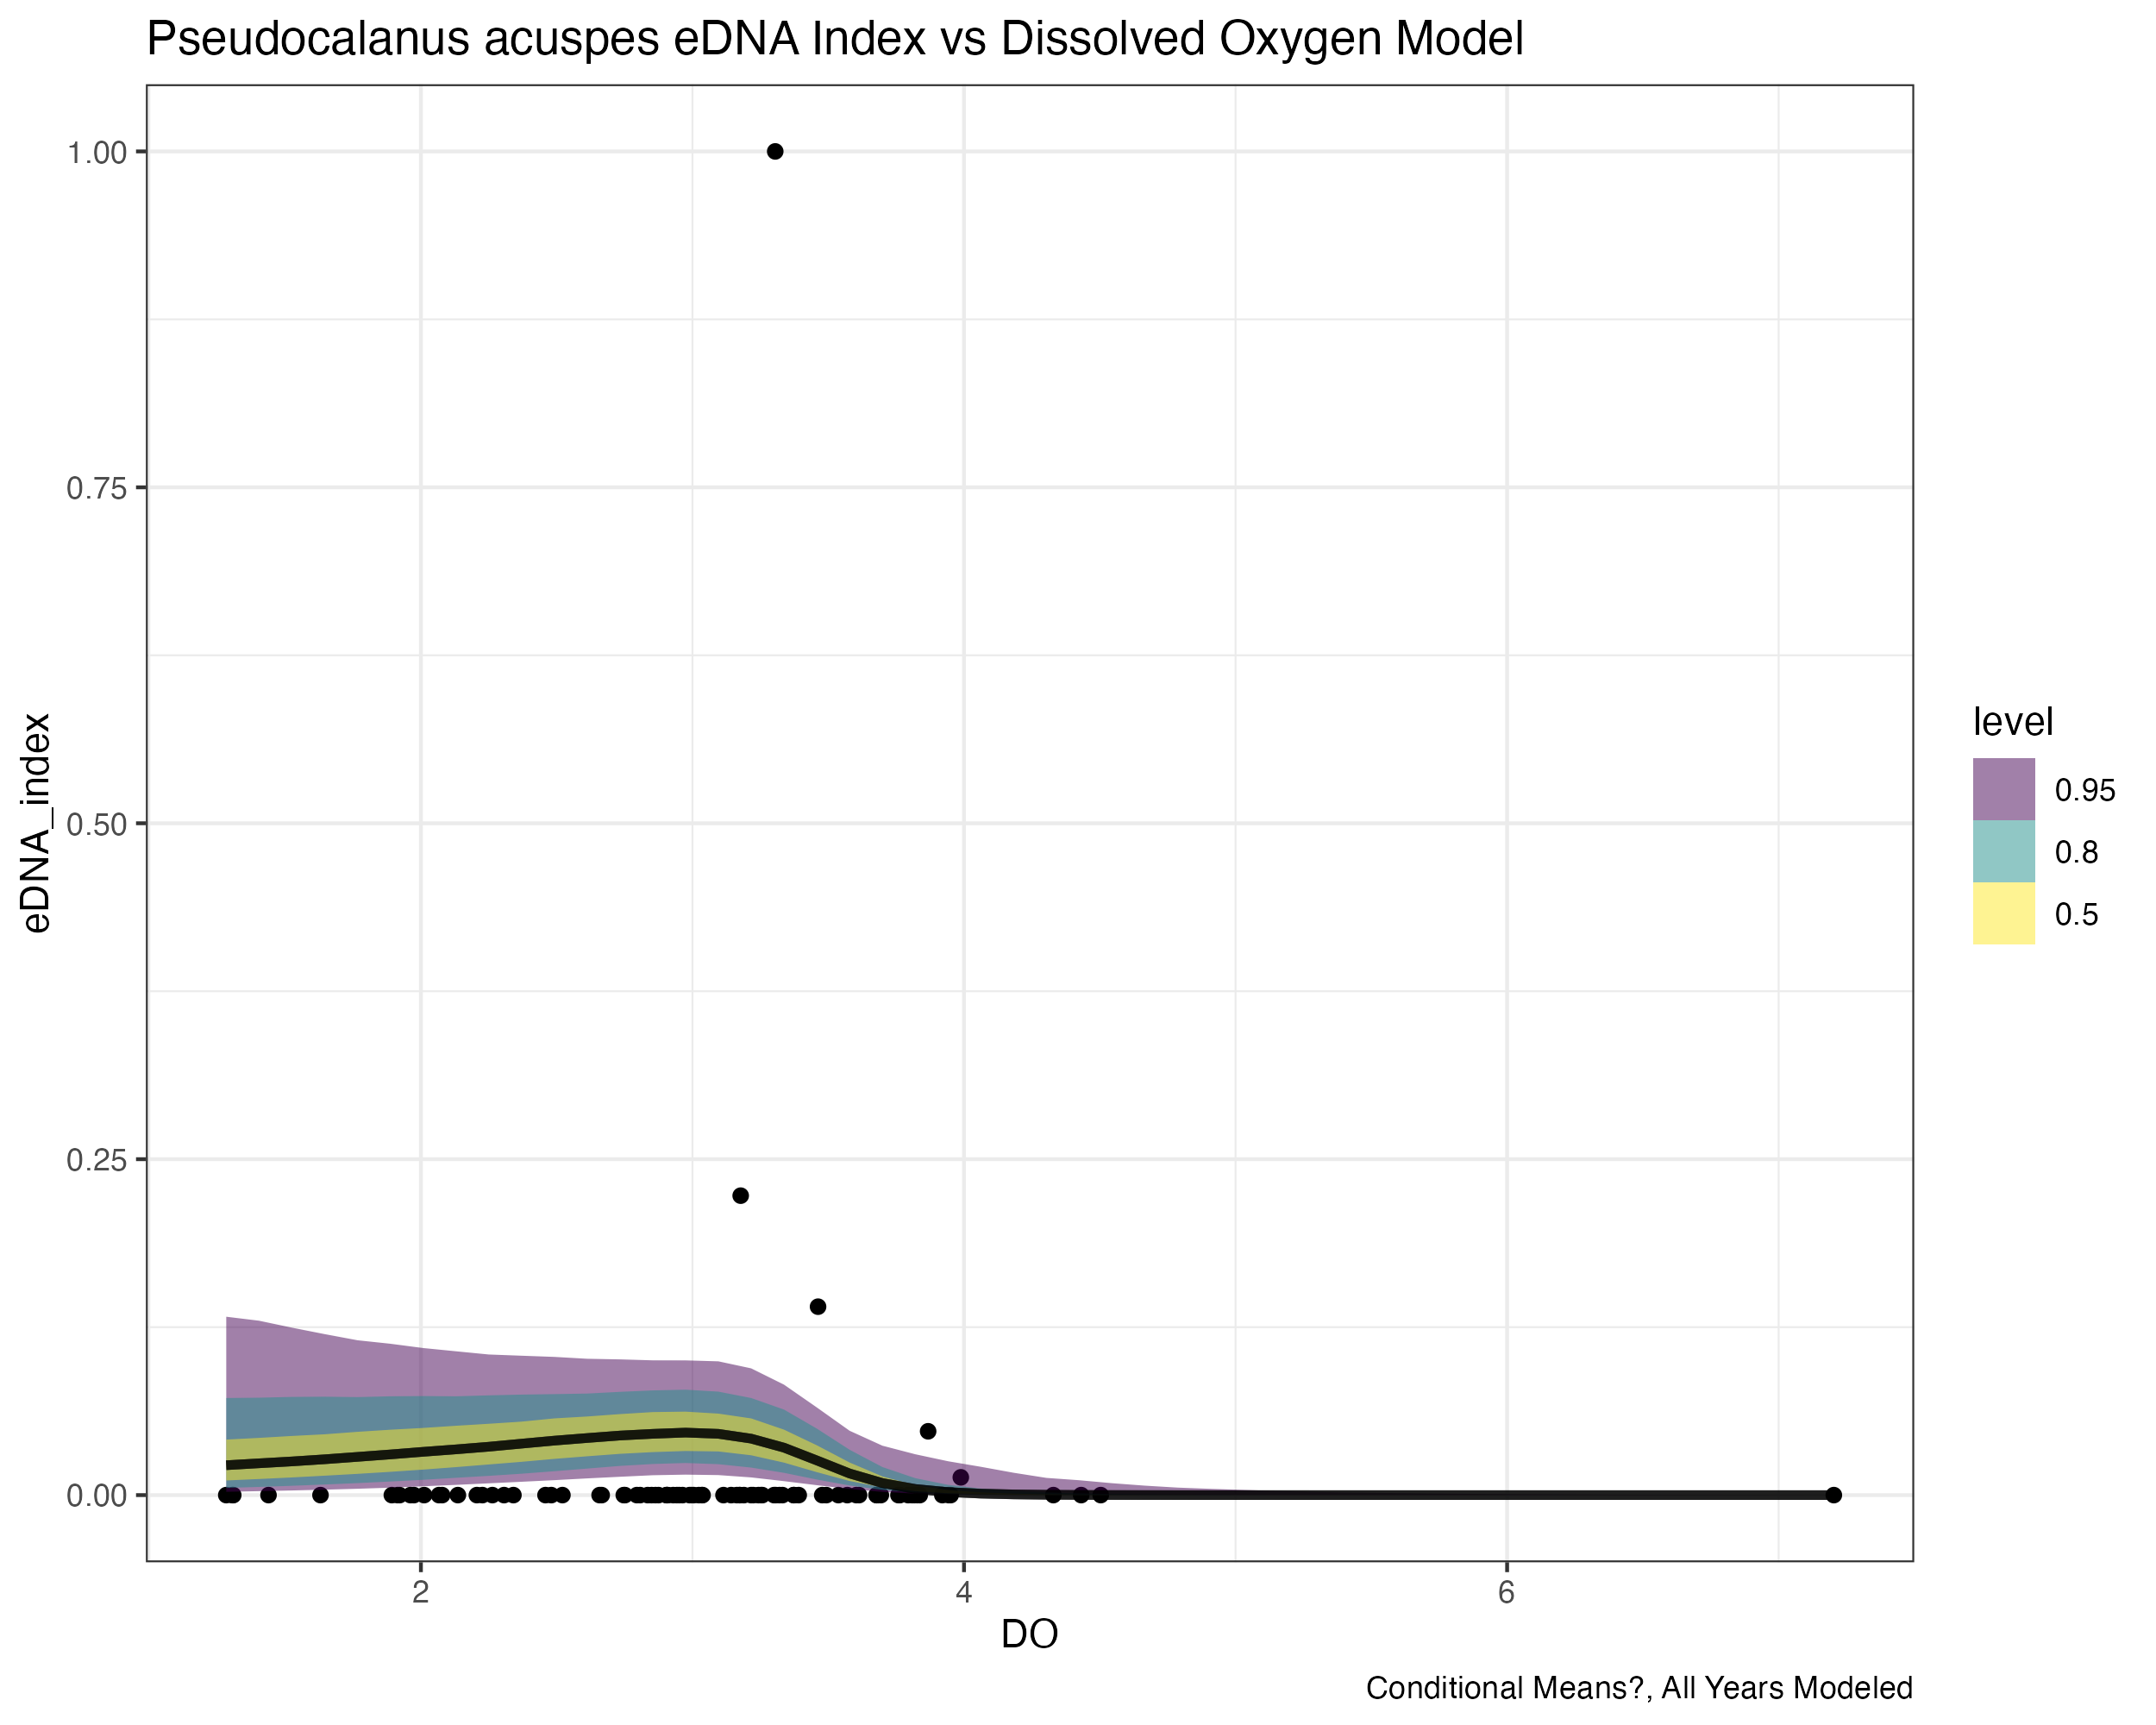 Pseudocalanus acuspes eDNA Index vs Dissolved Oxygen Model
1.00
0.75
0.50
0.25
0.00
eDNA_index
2
4
6
DO
level
0.95
0.8
0.5
Conditional Means?, All Years Modeled